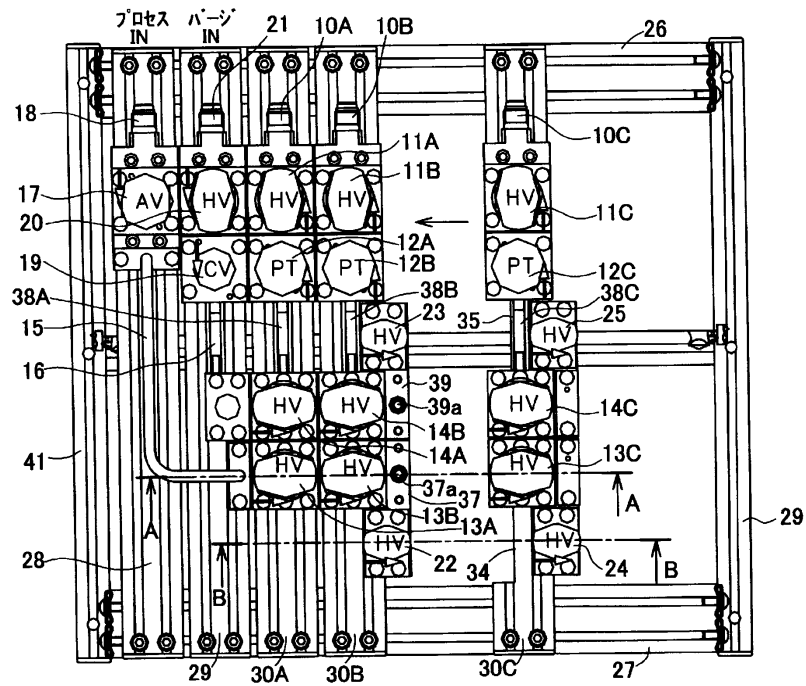 プロセス パージ
IN IN
21 10A 10B 26
18
10C
11A
11B
17 AV HV HV HV HV
20 11C
12A
19 CV PT PT 12B PT 12C
38A 38B 38C
23 35 25
15 HV HV
16
39
HV HV 39a HV
14B 14C
41 14A 13C
HV HV 37a HV
37 A
A 13B
13A
28 HV 22 HV 24 29
B 34 B
29 30A 30B 30C 27